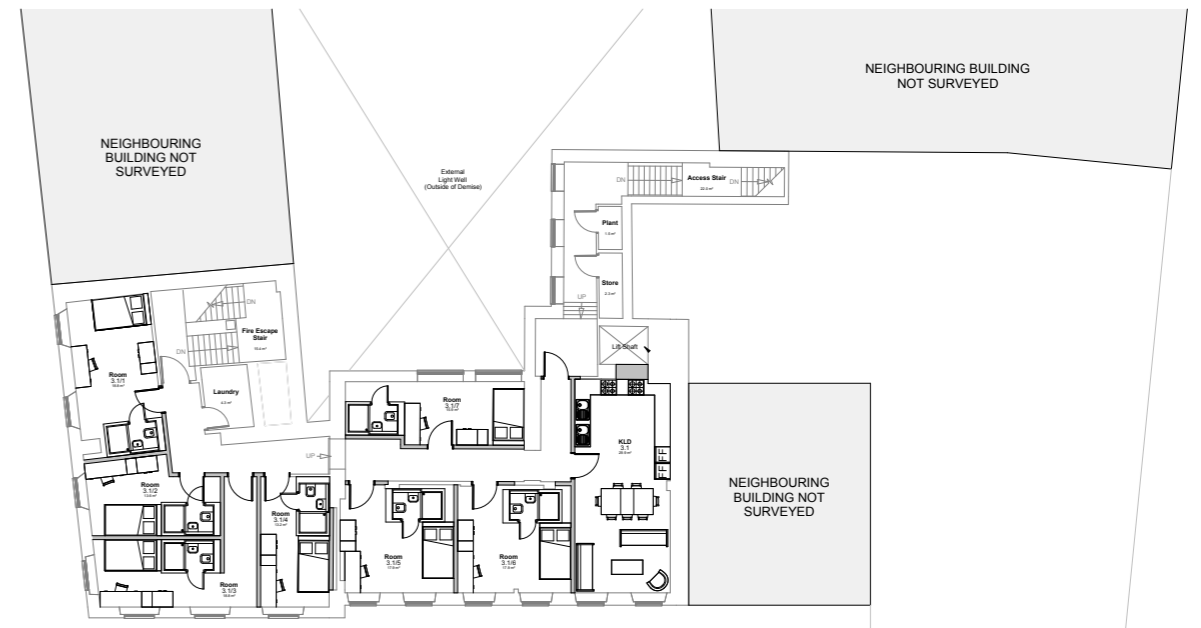 NEIGHBOURING
BUILDING NOT
SURVEYED
NEIGHBOURING BUILDING
NOT SURVEYED
External
Light Well
(Outside of Demise)
DN
Access Stair
DN
Plant
Store
UP
Lift Shaft
DN
Fire Escape
Stair
DN
Laundry
Room
3.1/1
Room
3.1/7
KLD
3.1
FF
FF
UP
Room
3.1/2
Room
3.1/4
Room
3.1/3
Room
3.1/5
Room
3.1/6
NEIGHBOURING
BUILDING NOT
SURVEYED